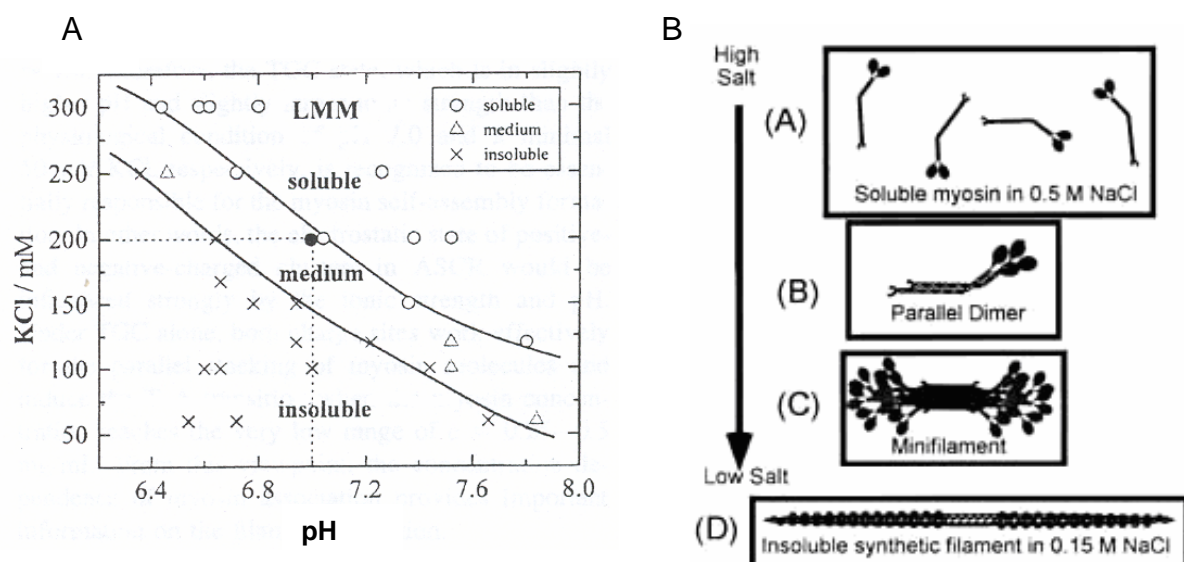 A
KCl / mM
300
250
200
150
100
50
LMM
soluble
medium
insoluble
soluble
medium
insoluble
6.4
6.8
7.2
7.6
8.0
pH
B
High
Salt
Low Salt
(A)
Soluble myosin in 0.5 M NaCl
(B)
Parallel Dimer
(C)
Minifilament
(D)
Insoluble synthetic filament in 0.15 M NaCl